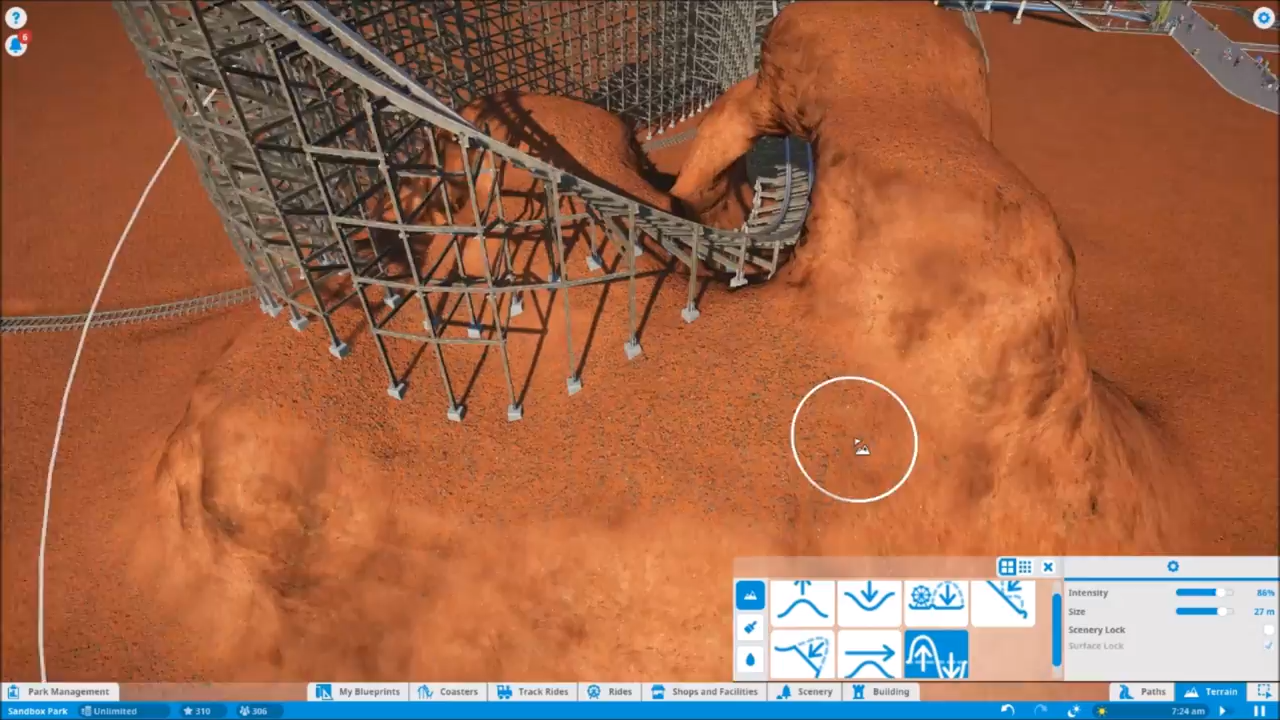 ?
6
Intensity 86%
Size 27 m
Scenery Lock
Surface Lock
Park Management My Blueprints Coasters Track Rides Rides Shops and Facilities Scenery Building Paths Terrain
Sandbox Park Unlimited 310 306 7:24 am